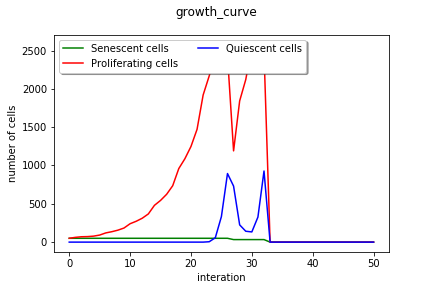 growth_curve
Senescent cells
Proliferating cells
Quiescent cells
number of cells
2500
2000
1500
1000
500
0
0 10 20 30 40 50
interation